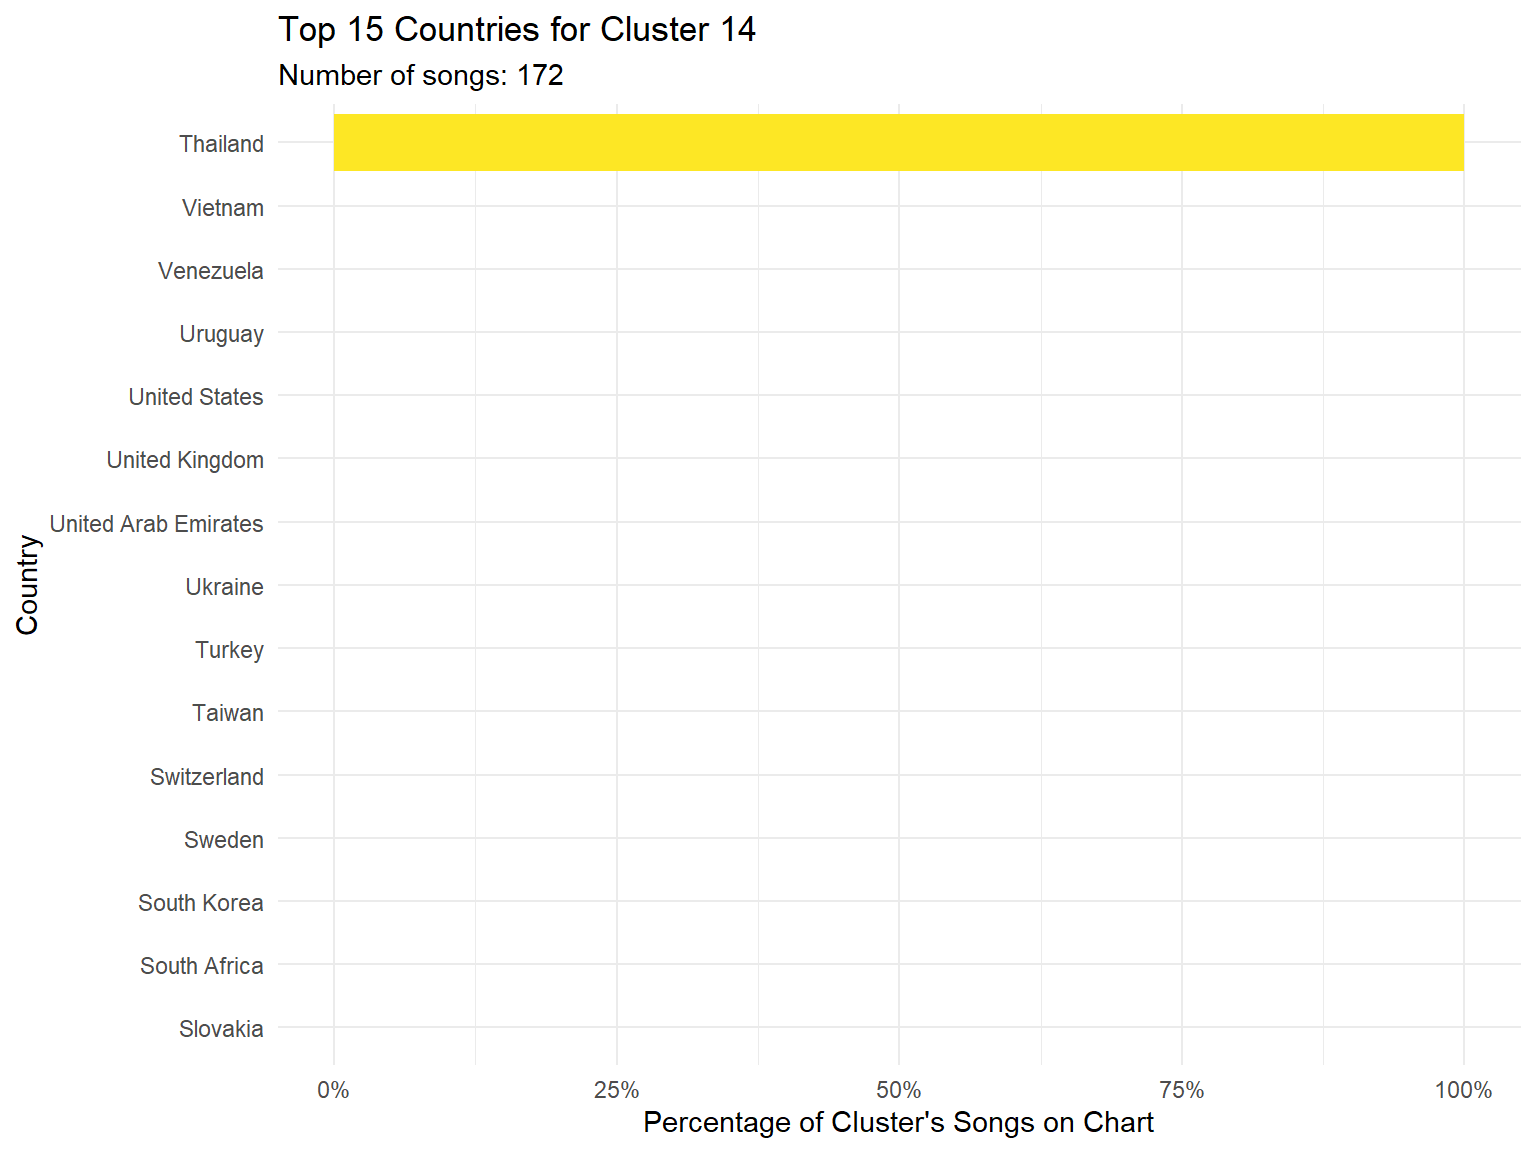 Top 15 Countries for Cluster 14
Number of songs: 172
Thailand
Vietnam
Venezuela
Uruguay
United States
United Kingdom
United Arab Emirates
Ukraine
Turkey
Taiwan
Switzerland
Sweden
South Korea
South Africa
Slovakia
Country
0% 25% 50% 75% 100%
Percentage of Cluster's Songs on Chart